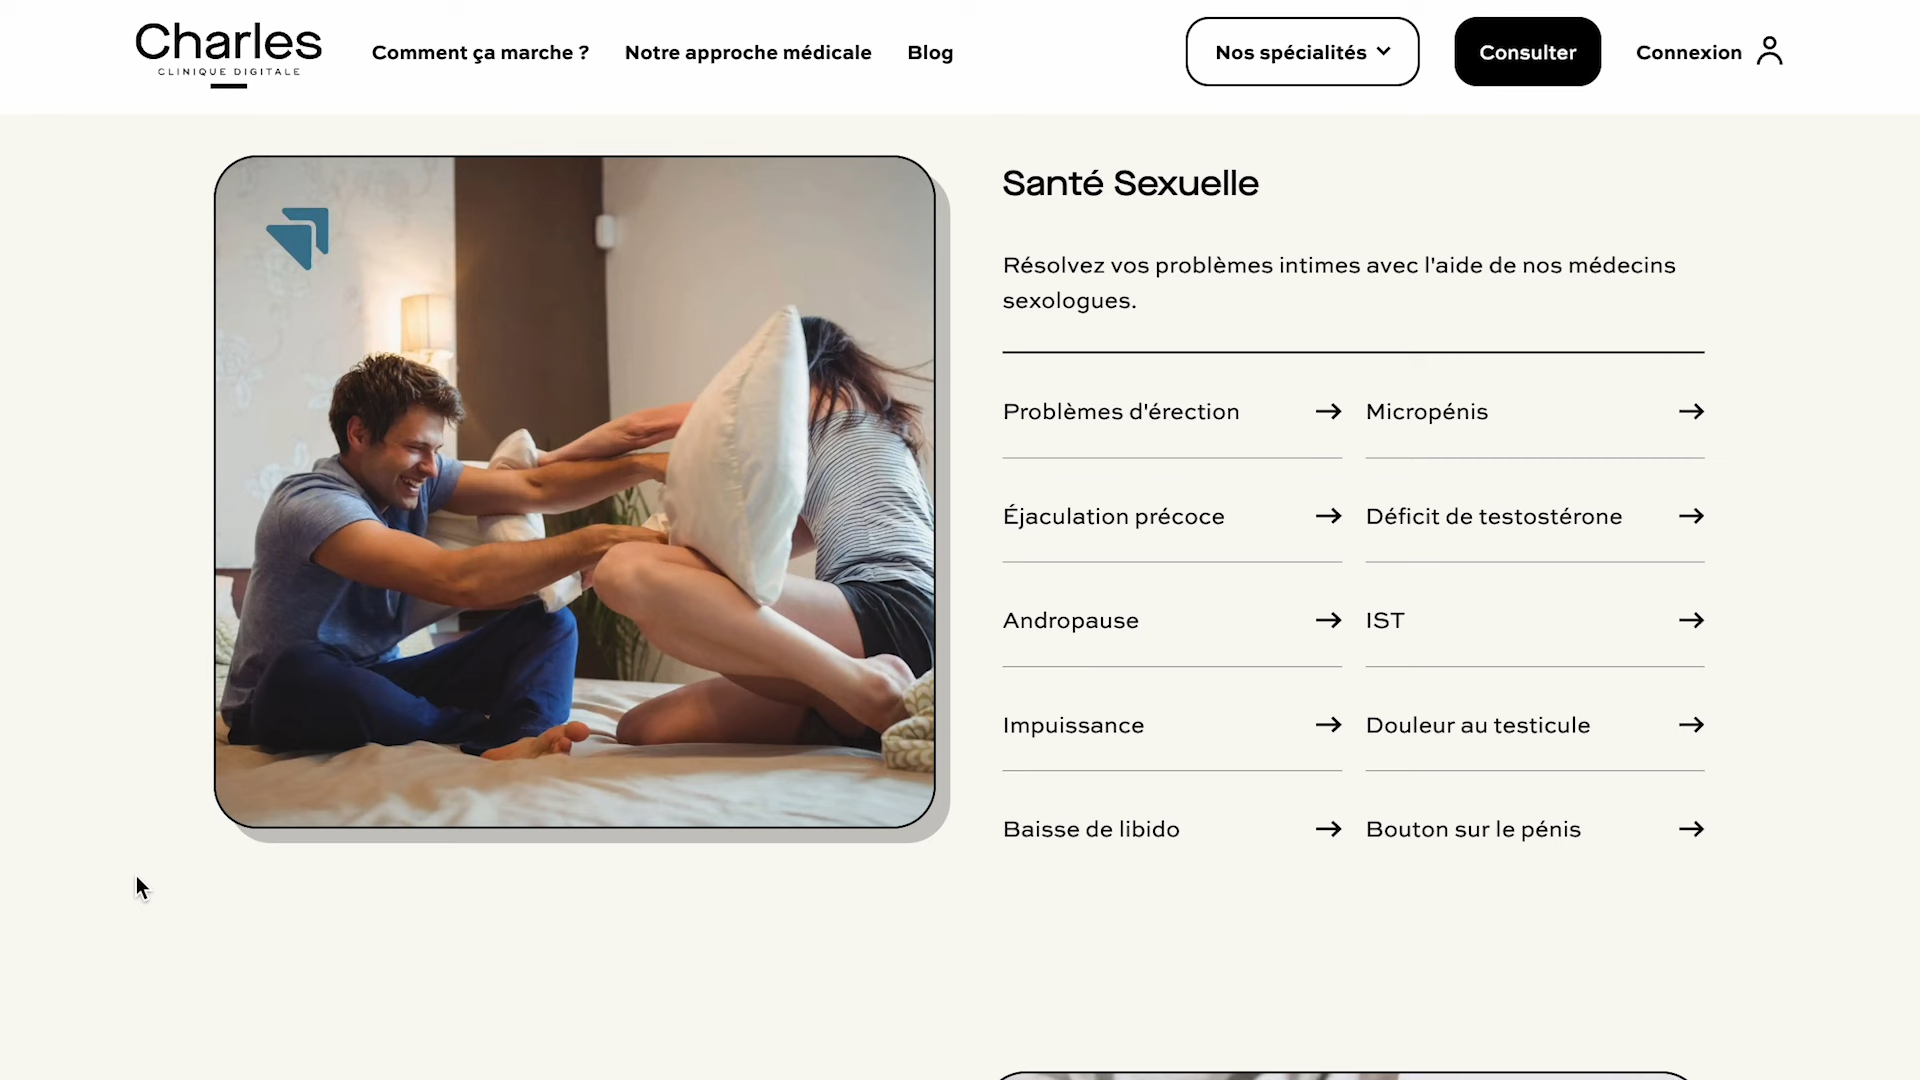 Charles
CLINIQUE DIGITALE
Comment ça marche ?
Notre approche médicale
Blog
Nos spécialités
Consulter
Connexion
Santé Sexuelle
Résolvez vos problèmes intimes avec l'aide de nos médecins
sexologues.
Problèmes d'érection
Micropénis
Éjaculation précoce
Déficit de testostérone
Andropause
IST
Impuissance
Douleur au testicule
Baisse de libido
Bouton sur le pénis